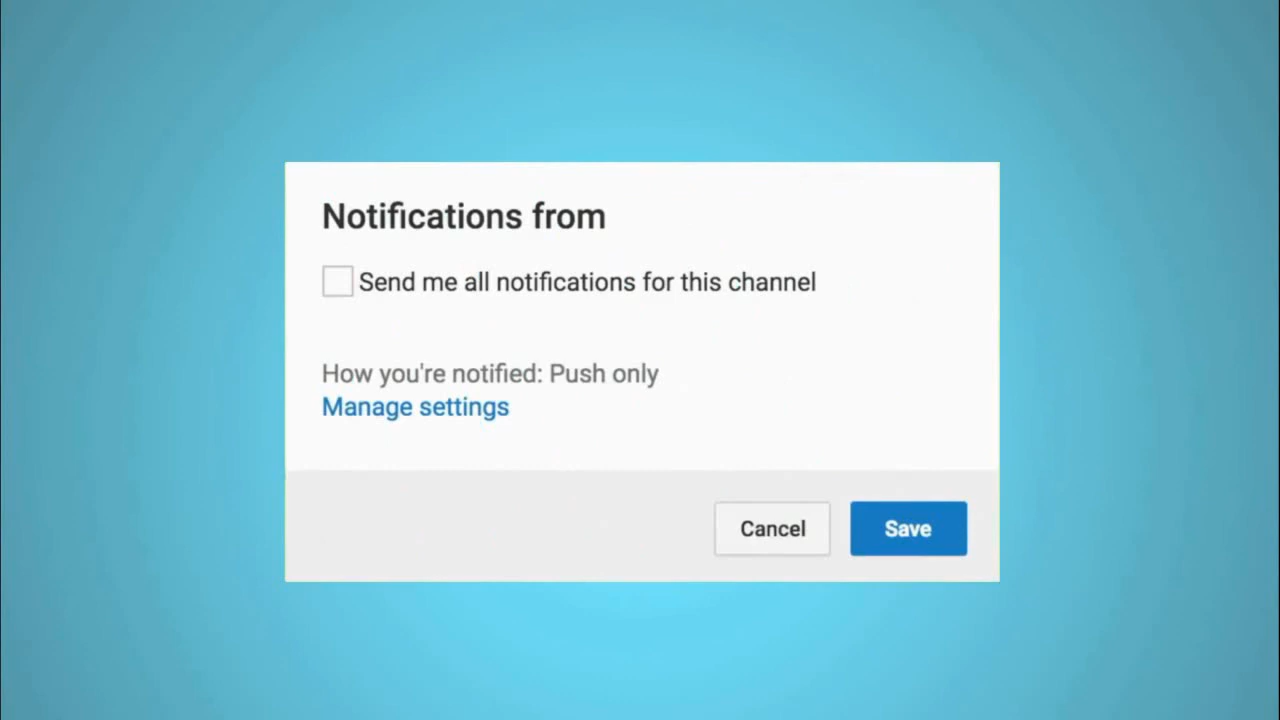 Notifications from
Send me all notifications for this channel
How you're notified: Push only
Manage settings
Cancel
Save